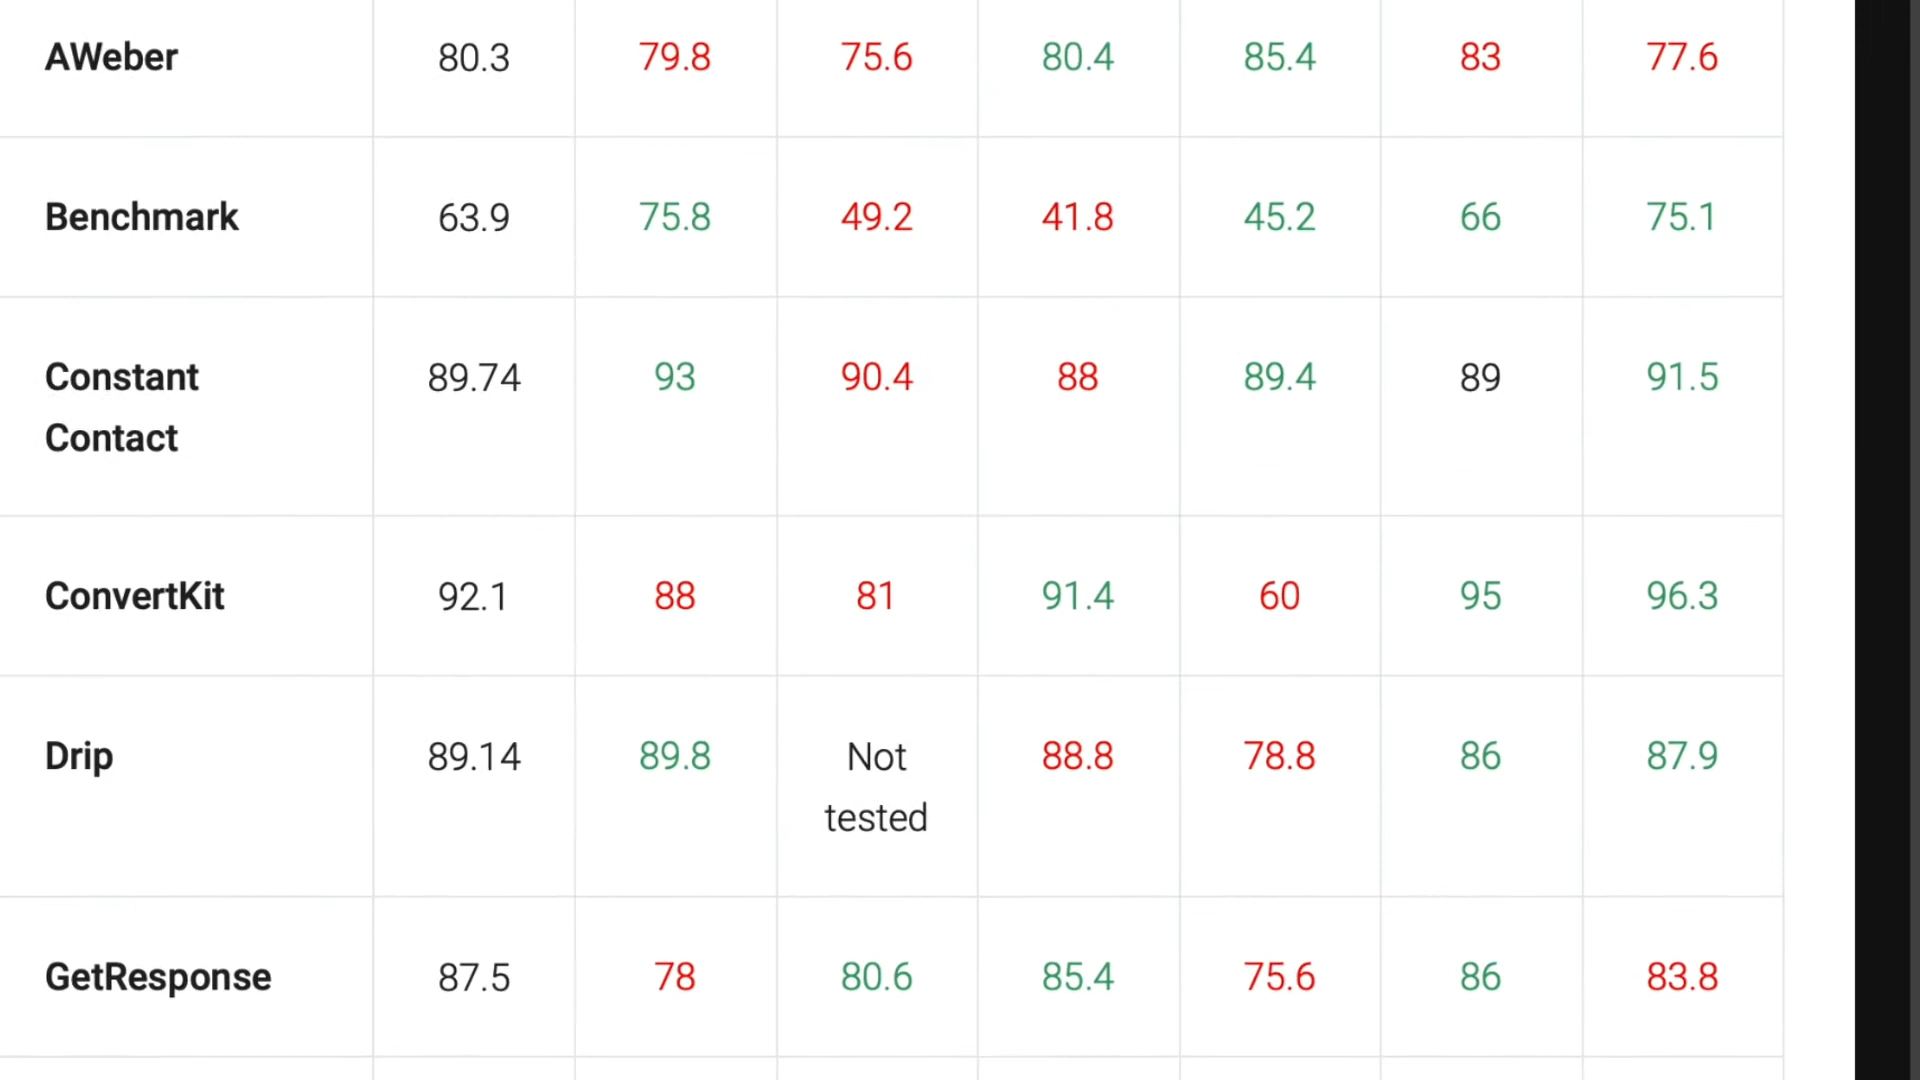 AWeber 80.3 79.8 75.6 80.4 85.4 83 77.6
Benchmark 63.9 75.8 49.2 41.8 45.2 66 75.1
Constant 89.74 93 90.4 88 89.4 89 91.5
Contact
ConvertKit 92.1 88 81 91.4 60 95 96.3
Drip 89.14 89.8 Not 88.8 78.8 86 87.9
tested
GetResponse 87.5 78 80.6 85.4 75.6 86 83.8